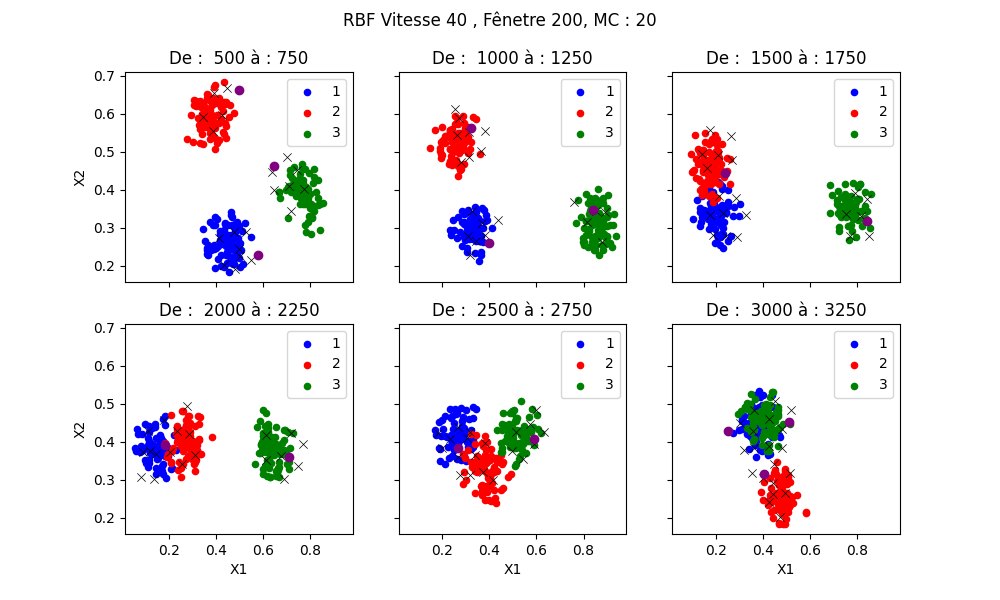 RBF Vitesse 40 , Fênetre 200, MC : 20
De :  500 à : 750
De :  1000 à : 1250
De :  1500 à : 1750
0.7
0.6
0.5
0.4
0.3
0.2
X2
1
2
3
1
2
3
1
2
3
De :  2000 à : 2250
De :  2500 à : 2750
De :  3000 à : 3250
0.7
0.6
0.5
0.4
0.3
0.2
X2
1
2
3
1
2
3
1
2
3
0.2 0.4 0.6 0.8
0.2 0.4 0.6 0.8
0.2 0.4 0.6 0.8
X1
X1
X1